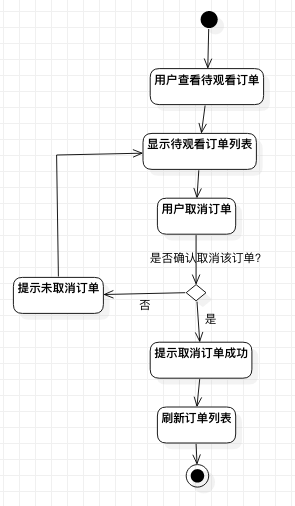 用户查看待观看订单
显示待观看订单列表
用户取消订单
是否确认取消该订单?
提示未取消订单
否
是
提示取消订单成功
刷新订单列表